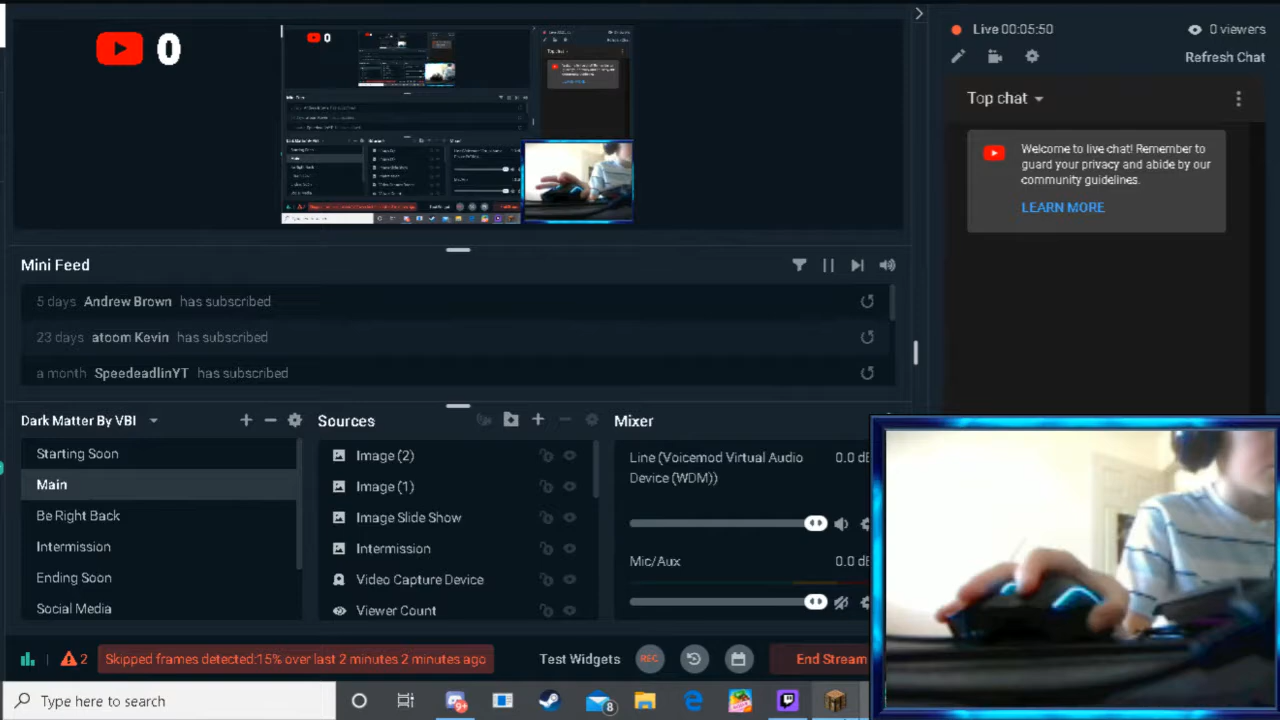 0
Live 00:05:50
0 viewers
Refresh Chat
Top chat
Welcome to live chat! Remember to
guard your privacy and abide by our
community guidelines.
LEARN MORE
Mini Feed
5 days Andrew Brown has subscribed
23 days atoom Kevin has subscribed
a month SpeedeadlinYT has subscribed
Dark Matter By VBI
Starting Soon
Main
Be Right Back
Intermission
Ending Soon
Social Media
Sources
Image (2)
Image (1)
Image Slide Show
Intermission
Video Capture Device
Viewer Count
Mixer
Line (Voicemod Virtual Audio
Device (WDM))
0.0 dB
Mic/Aux
0.0 dB
2
Skipped frames detected:15% over last 2 minutes 2 minutes ago
Test Widgets
REC
End Stream
Type here to search
8